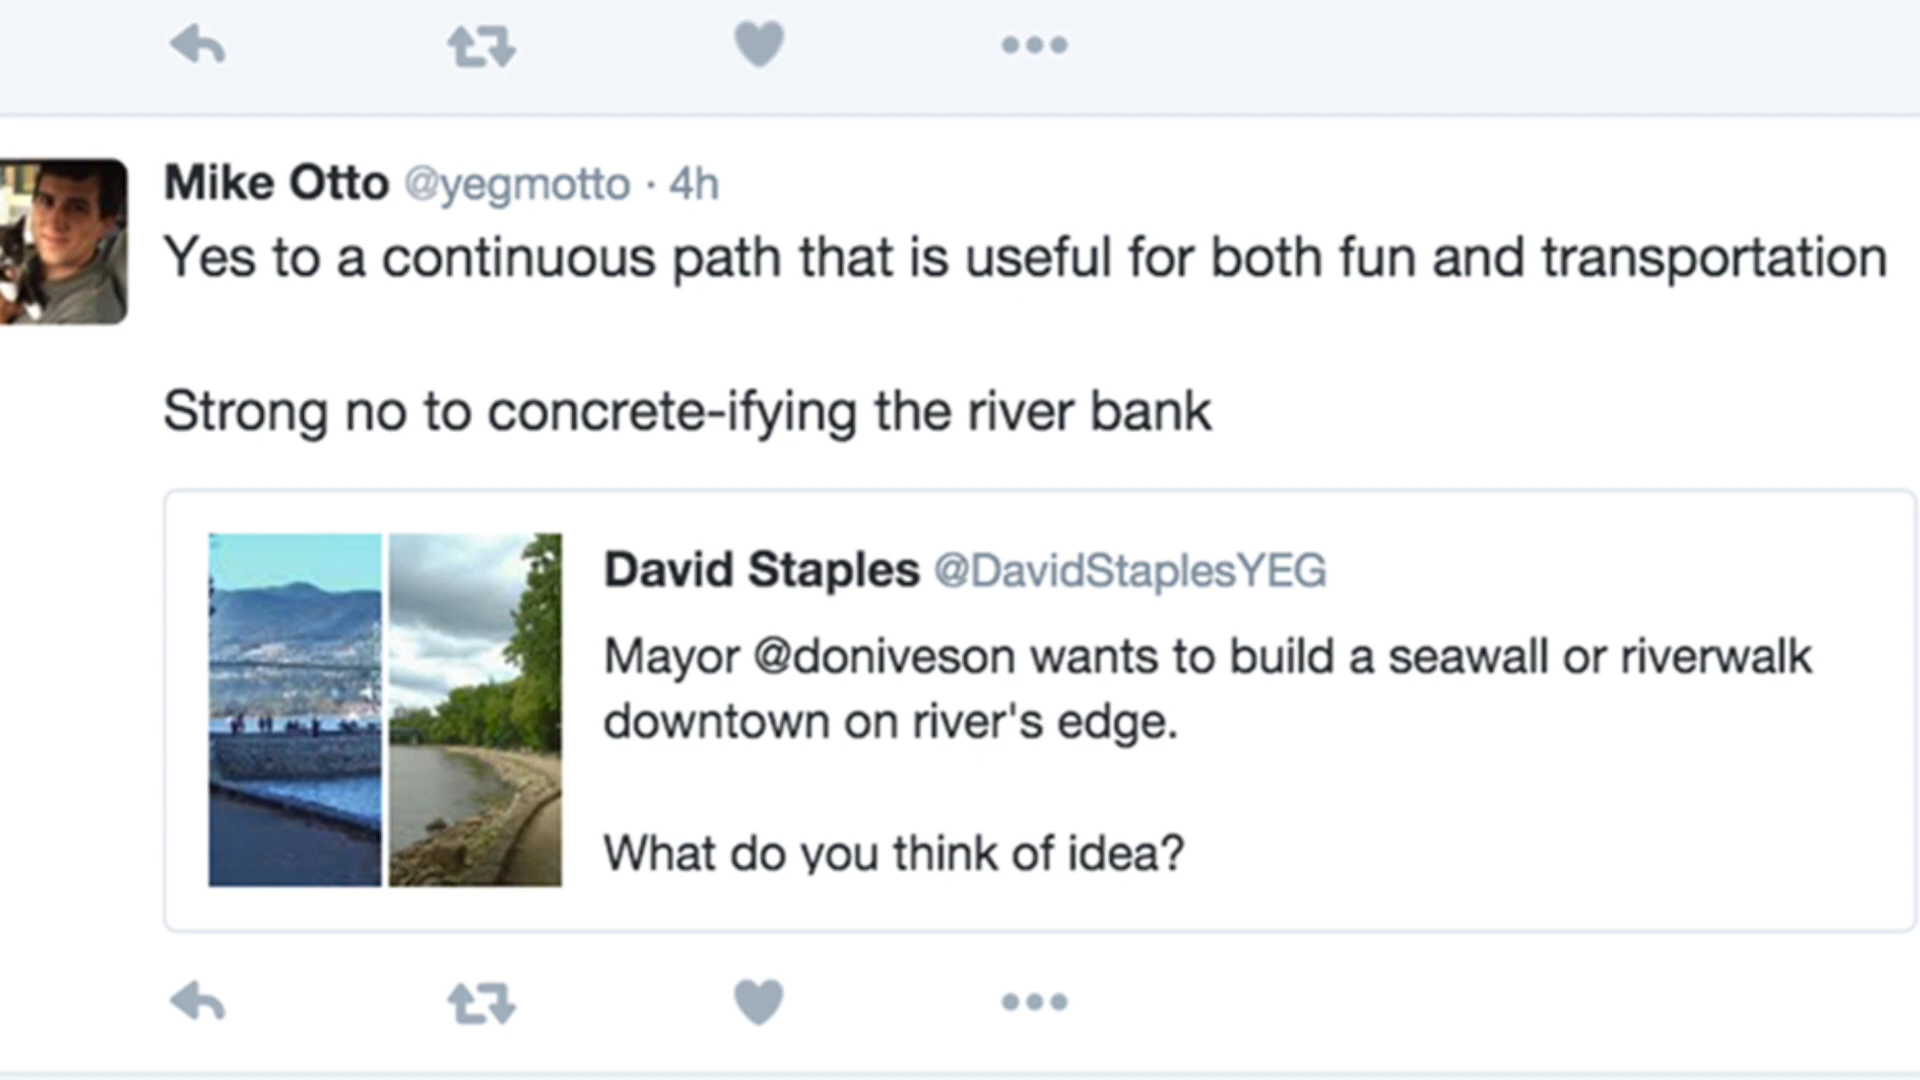 Mike Otto @yegmotto · 4h
Yes to a continuous path that is useful for both fun and transportation
Strong no to concrete-ifying the river bank
David Staples @DavidStaplesYEG
Mayor @doniveson wants to build a seawall or riverwalk
downtown on river's edge.
What do you think of idea?